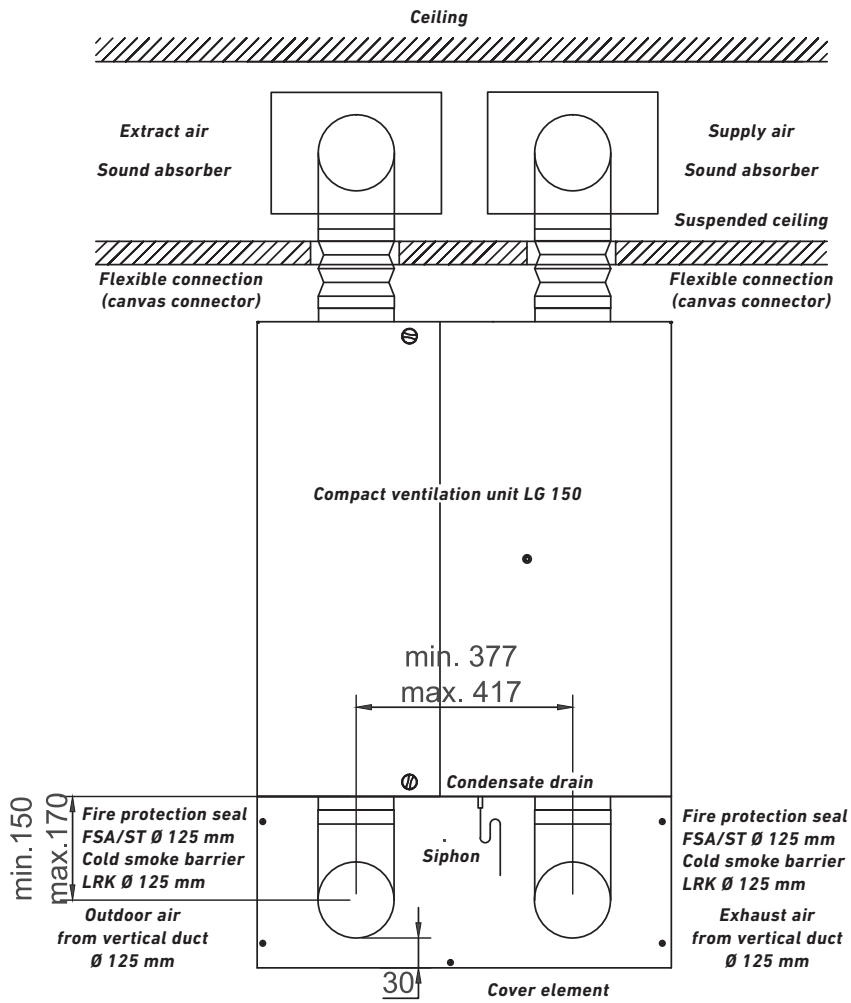 Ceiling
Extract air
Sound absorber
Supply air
Sound absorber
Suspended ceiling
Flexible connection
(canvas connector)
Flexible connection
(canvas connector)
Compact ventilation unit LG 150
min. 377
max. 417
Condensate drain
min.150
max.170
Fire protection seal
FSA/ST Ø 125 mm
Cold smoke barrier
LRK Ø 125 mm
Siphon
Fire protection seal
FSA/ST Ø 125 mm
Cold smoke barrier
LRK Ø 125 mm
Outdoor air
from vertical duct
Ø 125 mm
Exhaust air
from vertical duct
Ø 125 mm
30
Cover element